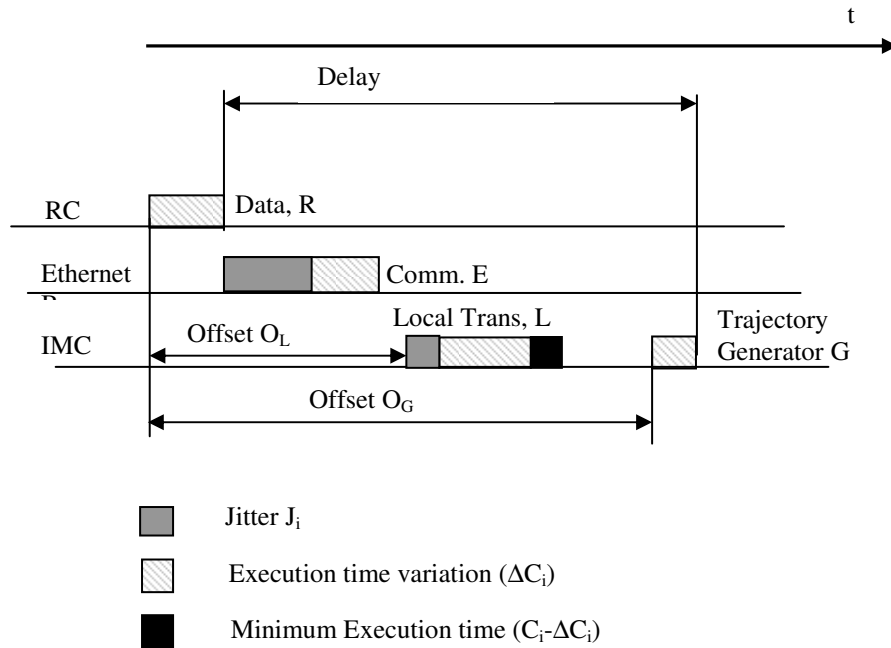 t
Delay
RC
Data, R
Ethernet
Comm. E
Local Trans, L
Offset O_L
IMC
Trajectory
Generator G
Offset O_G
Jitter J_i
Execution time variation (ΔC_i)
Minimum Execution time (C_i-ΔC_i)